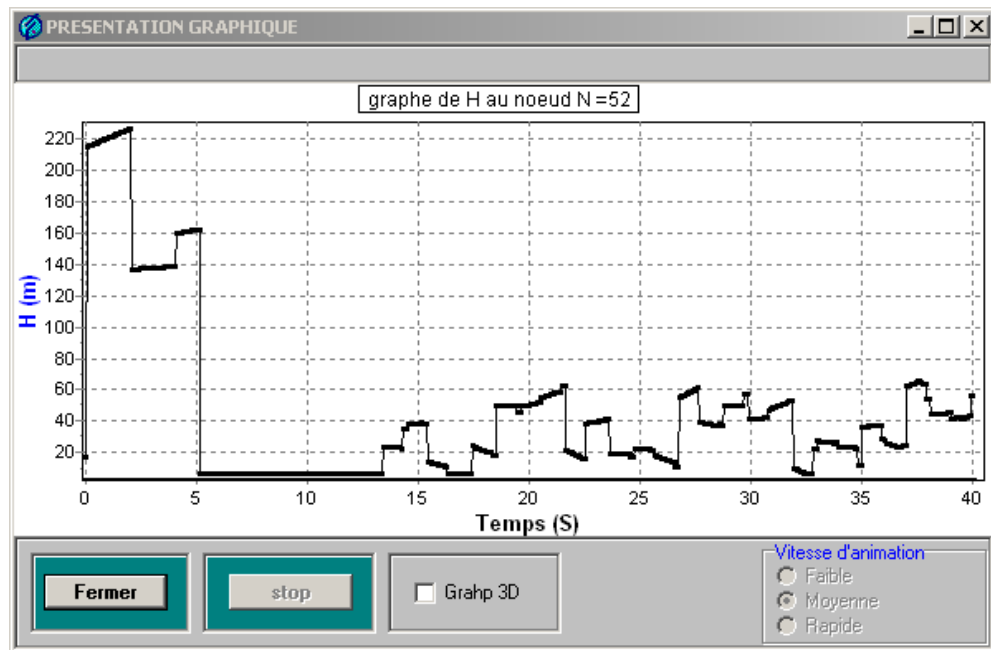 PRESENTATION GRAPHIQUE
graphe de H au noeud N =52
220
200
180
160
140
120
100
80
60
40
20
H (m)
0 5 10 15 20 25 30 35 40
Temps (S)
Fermer
stop
Grahp 3D
Vitesse d'animation
Faible
Moyenne
Rapide